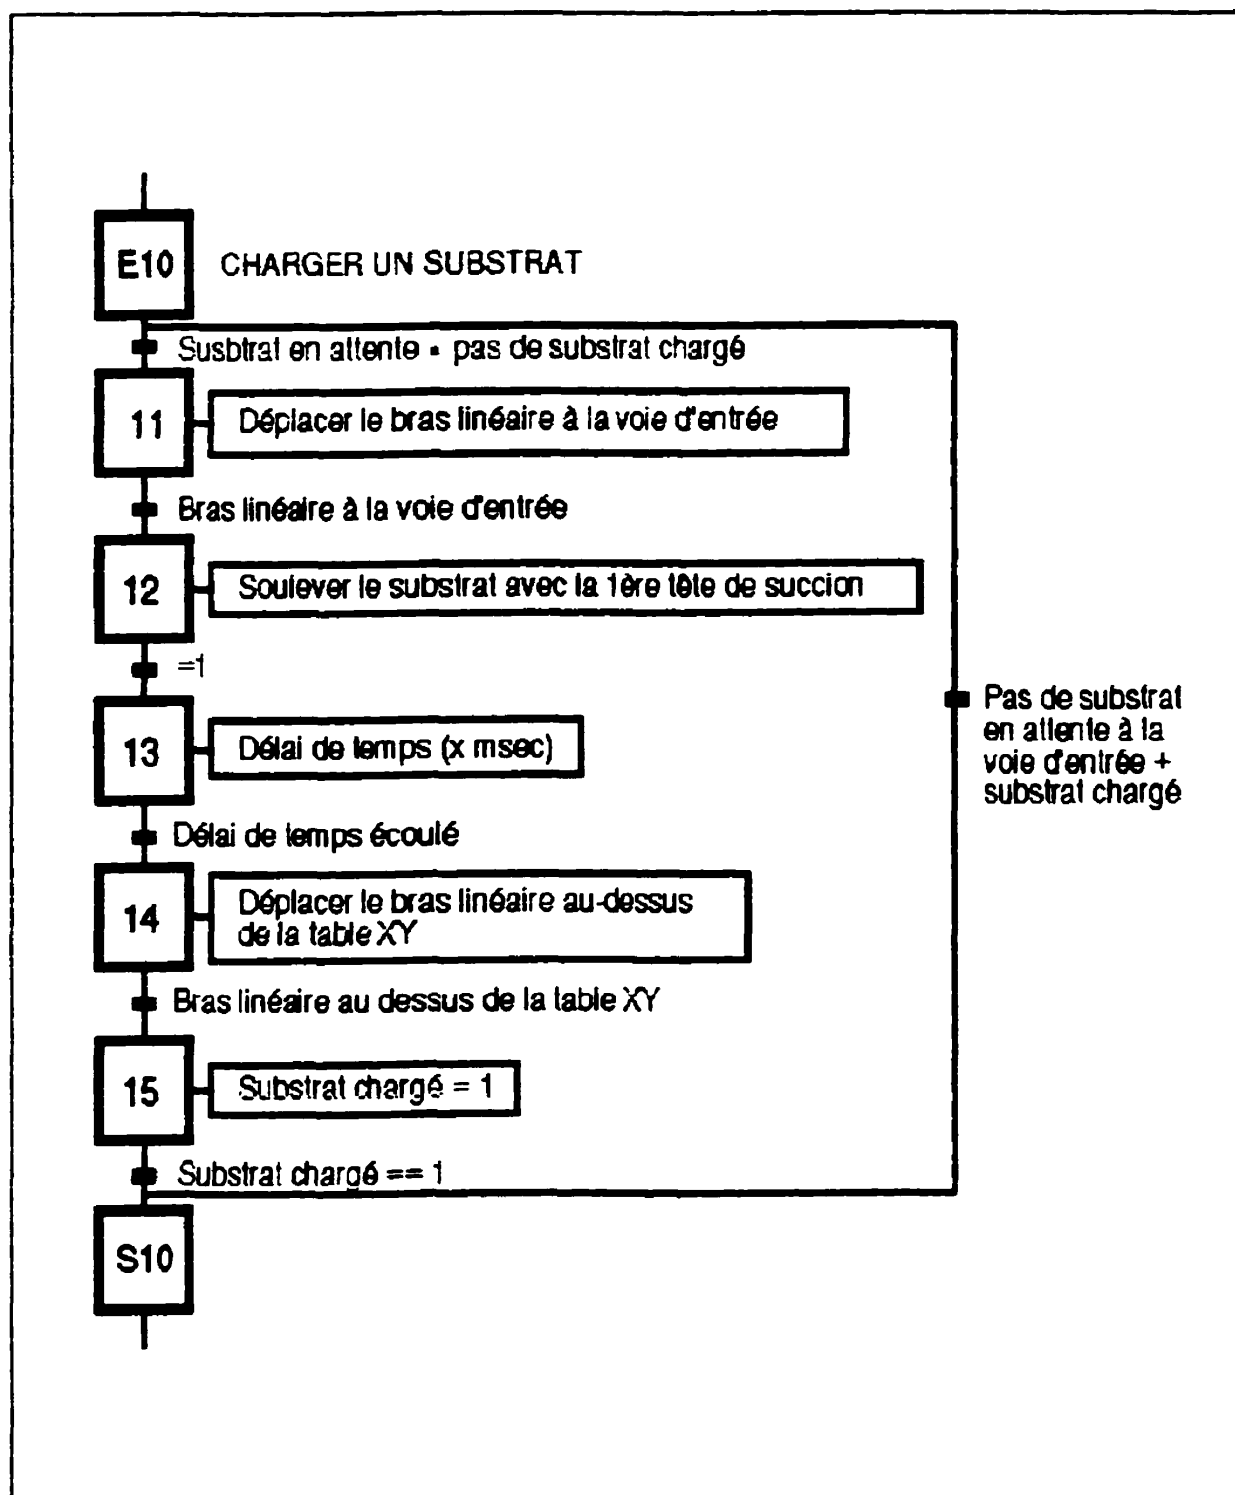 E10 CHARGER UN SUBSTRAT
Susbtrat en attente • pas de substrat chargé
11 Déplacer le bras linéaire à la voie d'entrée
Bras linéaire à la voie d'entrée
12 Soulever le substrat avec la 1ère tête de succion
=1
13 Délai de temps (x msec)
Délai de temps écoulé
14 Déplacer le bras linéaire au-dessus
de la table XY
Bras linéaire au dessus de la table XY
15 Substrat chargé = 1
Substrat chargé == 1
S10
Pas de substrat
en attente à la
voie d'entrée +
substrat chargé